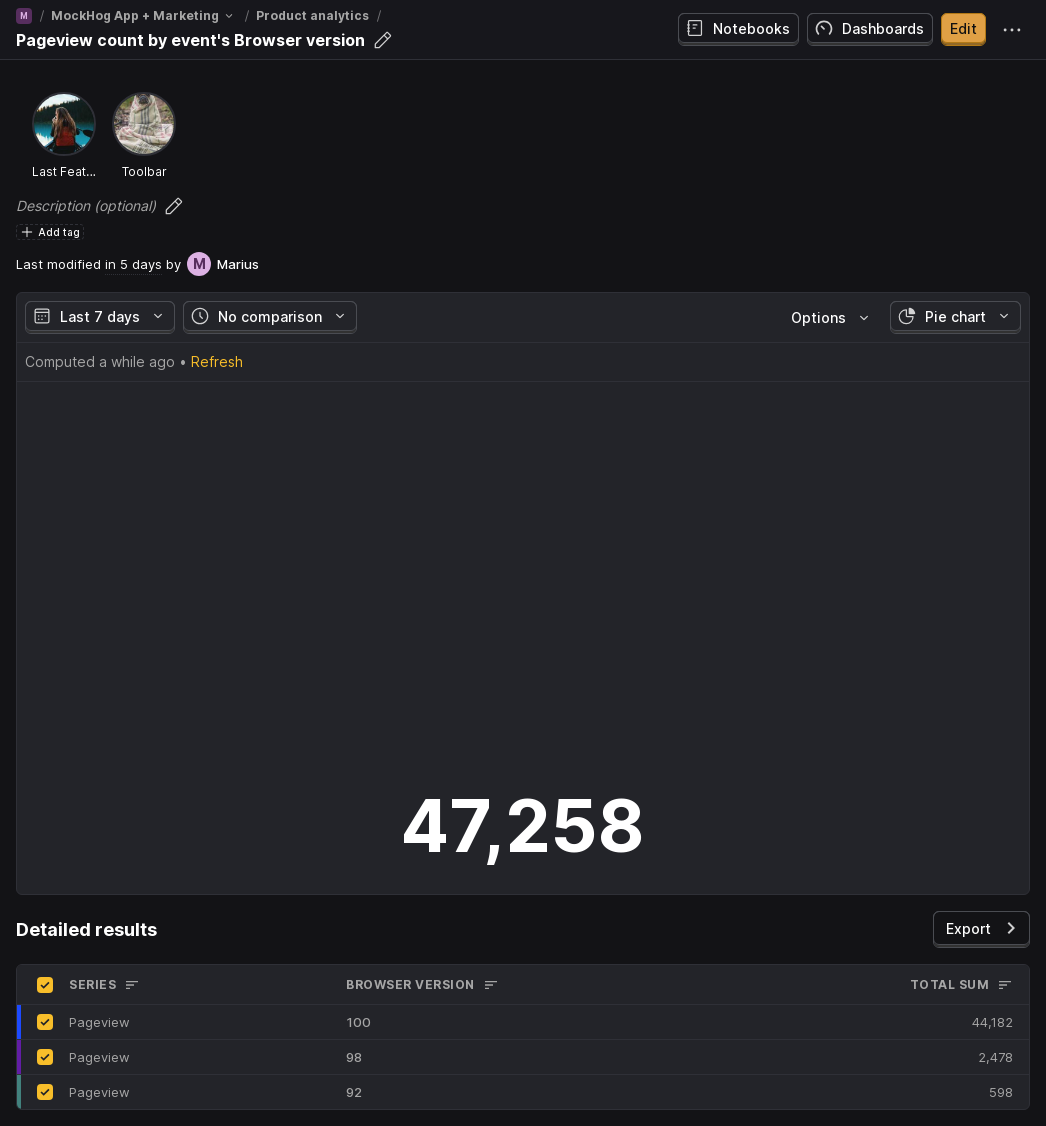 M / MockHog App + Marketing / Product analytics /
Pageview count by event's Browser version
Notebooks
Dashboards
Edit
Last Feat...
Toolbar
Description (optional)
Add tag
Last modified in 5 days by M Marius
Last 7 days
No comparison
Options
Pie chart
Computed a while ago • Refresh
47,258
Detailed results
Export
SERIES BROWSER VERSION TOTAL SUM
Pageview 100 44,182
Pageview 98 2,478
Pageview 92 598